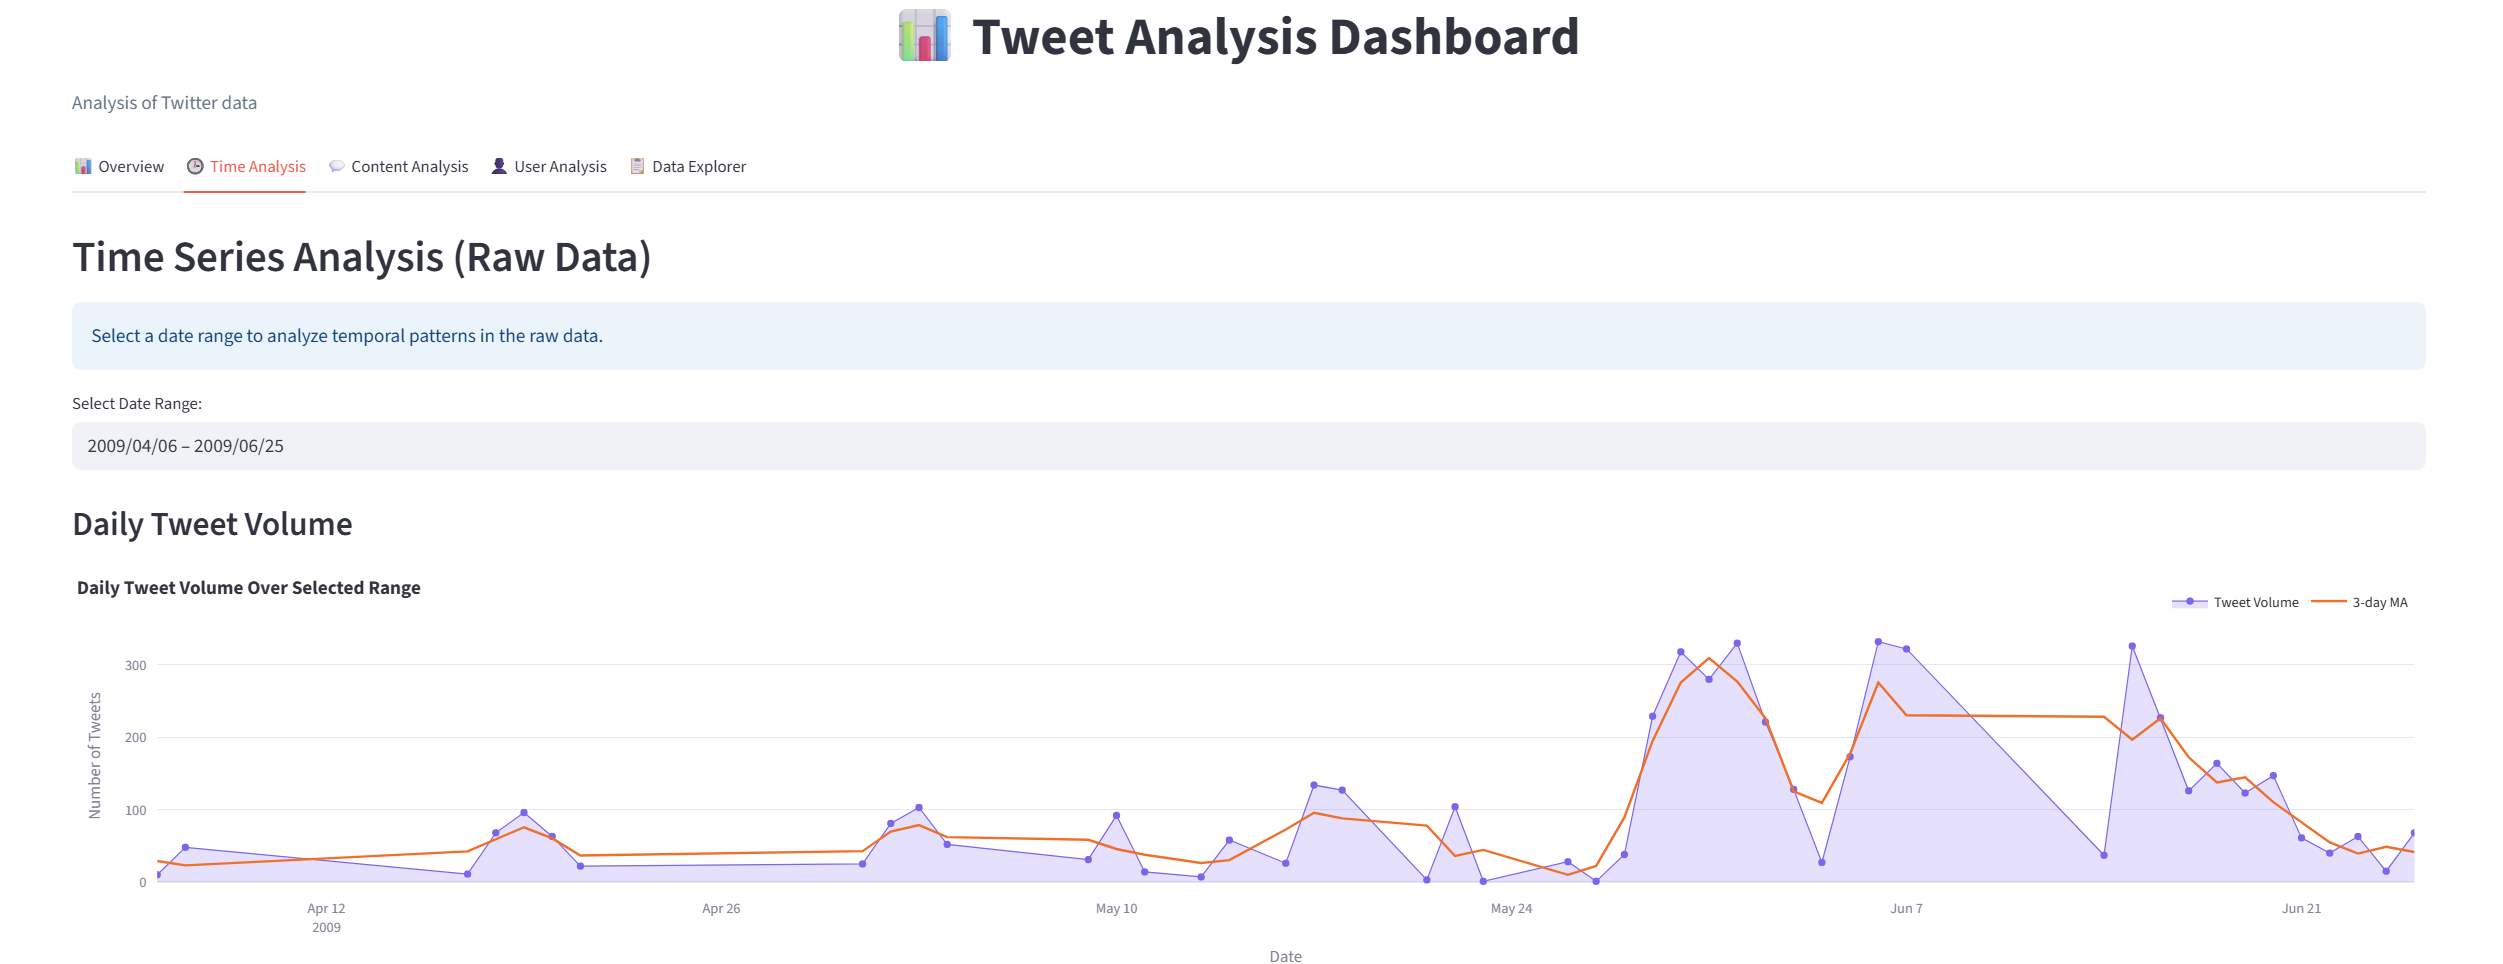 Tweet Analysis Dashboard
Analysis of Twitter data
Overview
Time Analysis
Content Analysis
User Analysis
Data Explorer
Time Series Analysis (Raw Data)
Select a date range to analyze temporal patterns in the raw data.
Select Date Range:
2009/04/06 – 2009/06/25
Daily Tweet Volume
Daily Tweet Volume Over Selected Range
Tweet Volume
3-day MA
Number of Tweets
300
200
100
0
Apr 12
2009
Apr 26
May 10
May 24
Jun 7
Jun 21
Date